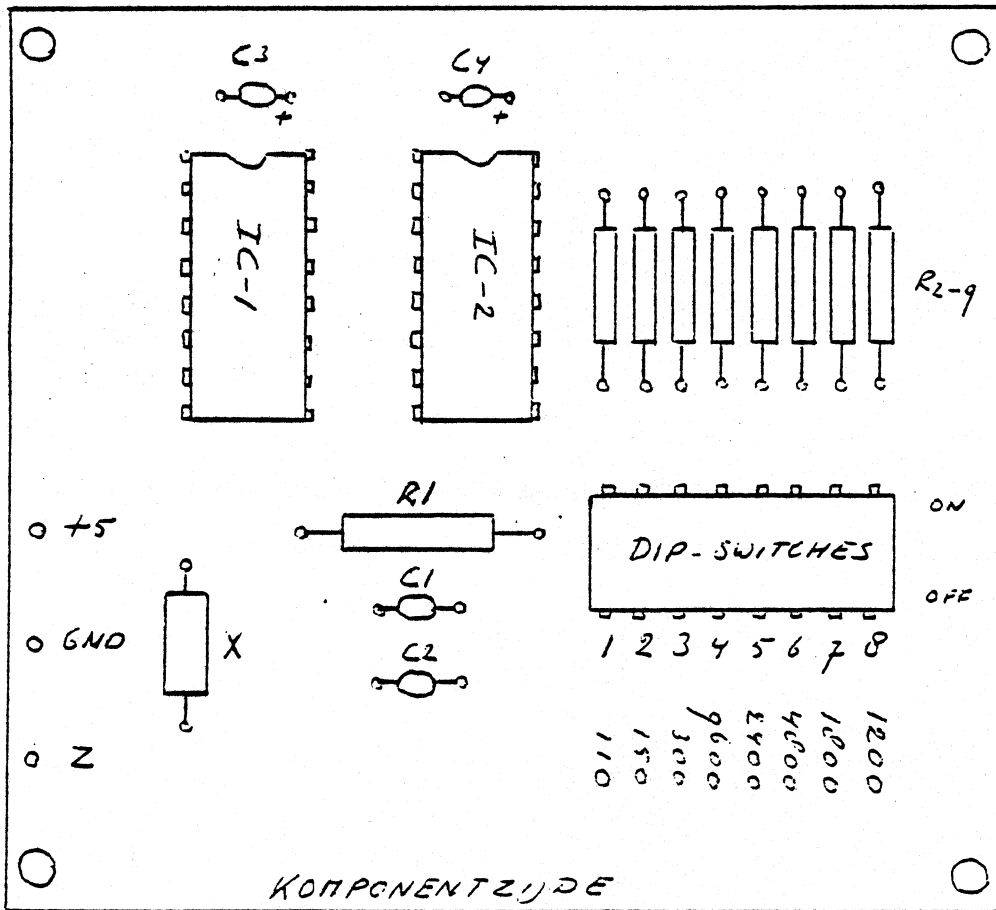 C3 C4
+ +
IC-1
IC-2
R2-9
R1
ON
+5
DIP-SWITCHES
C1
OFF
GND
X
1 2 3 4 5 6 7 8
C2
Z
110
150
300
9600
2400
4800
1800
1200
KOMPONENTZIJDE